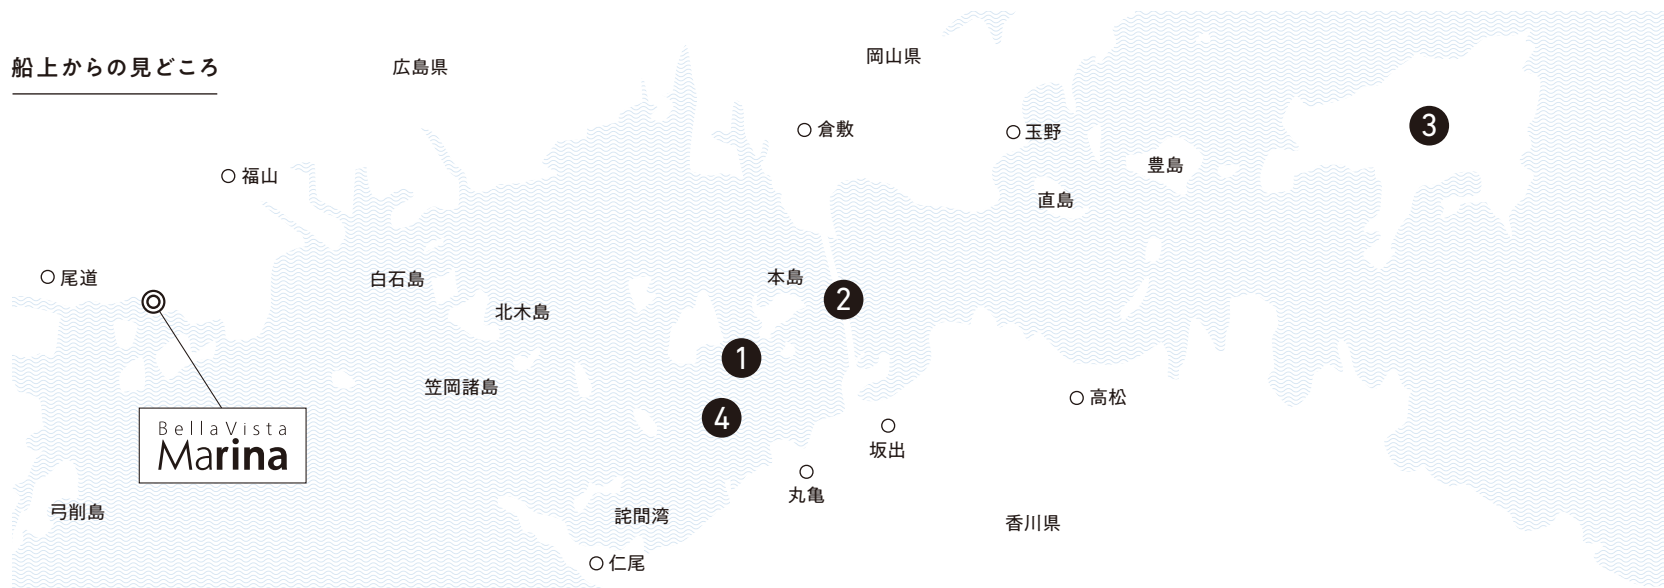 船上からの見どころ
広島県
岡山県
倉敷
玉野
3
豊島
福山
直島
尾道
白石島
本島
2
北木島
1
笠岡諸島
4
高松
BellaVista
Marina
坂出
丸亀
弓削島
詫間湾
香川県
仁尾